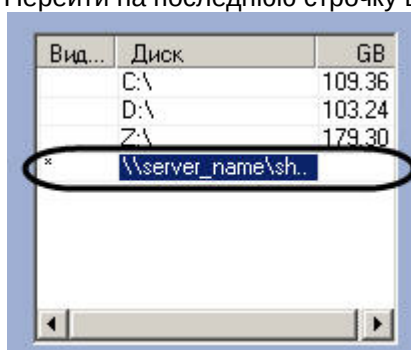 Перейти на последнюю строчку
Вид... Диск GB
C:\ 109.36
D:\ 103.24
Z:\ 179.30
* \\server_name\sh..